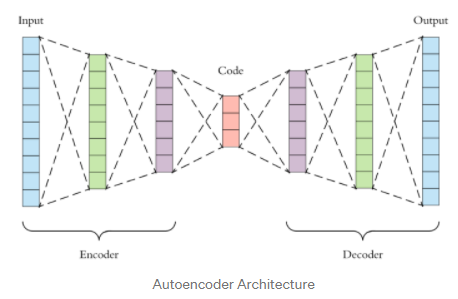 Input
Output
Code
Encoder
Decoder
Autoencoder Architecture